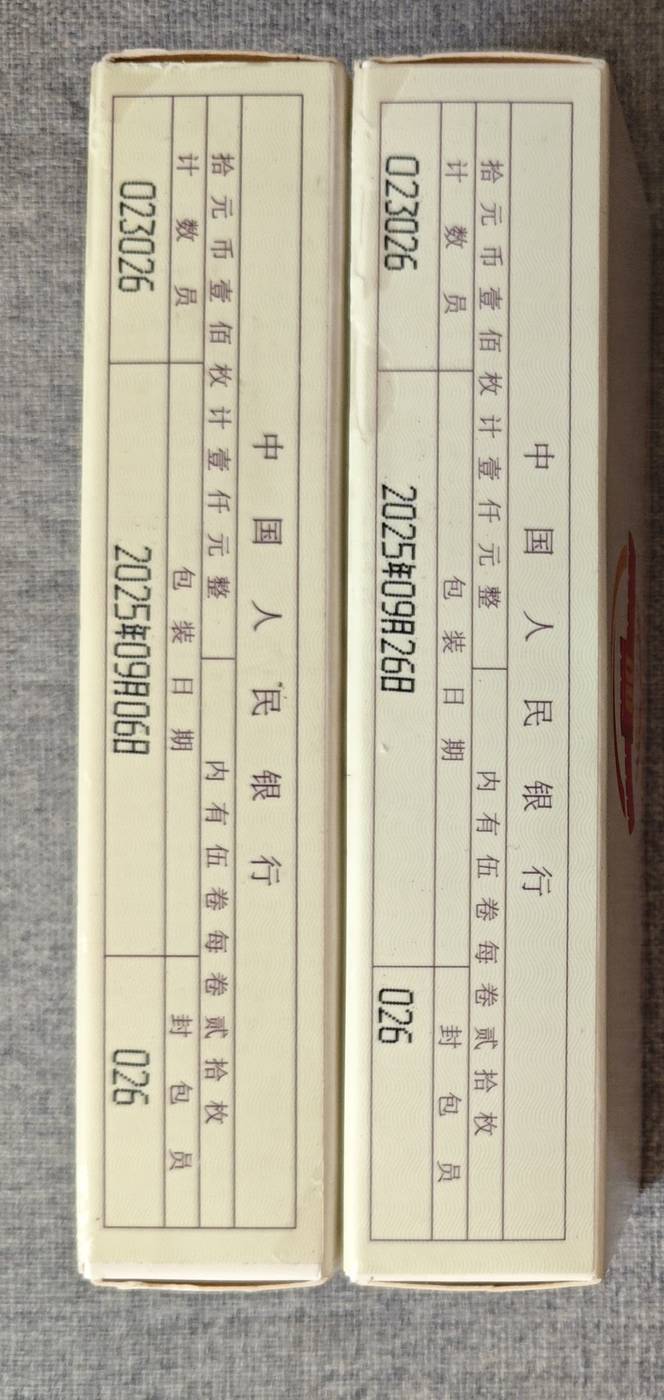 中国人民银行
拾元币壹佰枚计壹仟元整 内有伍卷每卷贰拾枚
计数员 包装日期 封包员
023026 2025年09月06日 026
中国人民银行
拾元币壹佰枚计壹仟元整 内有伍卷每卷贰拾枚
计数员 包装日期 封包员
023026 2025年09月26日 026